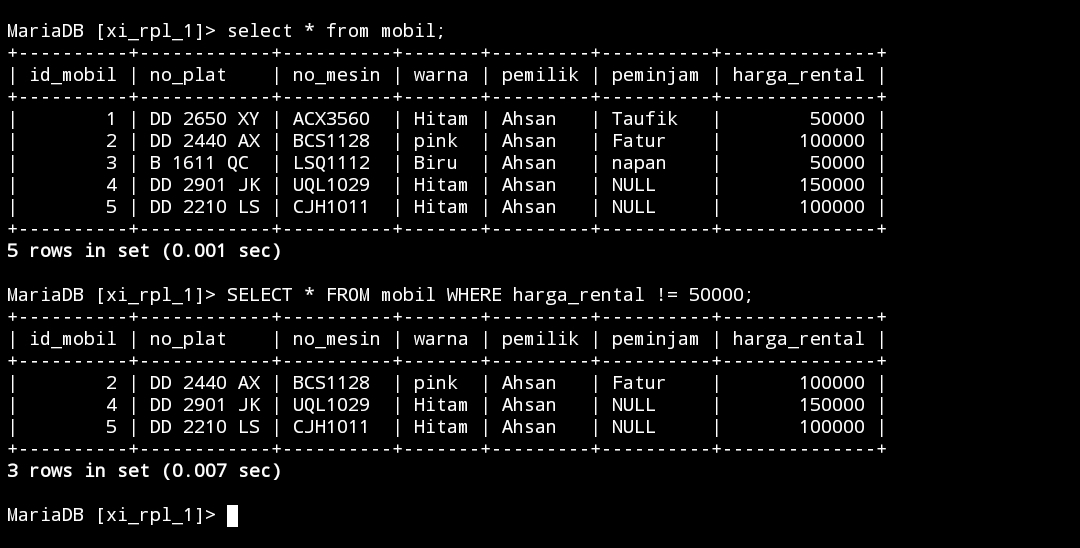 MariaDB [xi_rpl_1]> select * from mobil;
+----------+------------+----------+-------+---------+----------+--------------+
| id_mobil | no_plat    | no_mesin | warna | pemilik | peminjam | harga_rental |
+----------+------------+----------+-------+---------+----------+--------------+
|        1 | DD 2650 XY | ACX3560  | Hitam | Ahsan   | Taufik   |        50000 |
|        2 | DD 2440 AX | BCS1128  | pink  | Ahsan   | Fatur    |       100000 |
|        3 | B 1611 QC  | LSQ1112  | Biru  | Ahsan   | napan    |        50000 |
|        4 | DD 2901 JK | UQL1029  | Hitam | Ahsan   | NULL     |       150000 |
|        5 | DD 2210 LS | CJH1011  | Hitam | Ahsan   | NULL     |       100000 |
+----------+------------+----------+-------+---------+----------+--------------+
5 rows in set (0.001 sec)
MariaDB [xi_rpl_1]> SELECT * FROM mobil WHERE harga_rental != 50000;
+----------+------------+----------+-------+---------+----------+--------------+
| id_mobil | no_plat    | no_mesin | warna | pemilik | peminjam | harga_rental |
+----------+------------+----------+-------+---------+----------+--------------+
|        2 | DD 2440 AX | BCS1128  | pink  | Ahsan   | Fatur    |       100000 |
|        4 | DD 2901 JK | UQL1029  | Hitam | Ahsan   | NULL     |       150000 |
|        5 | DD 2210 LS | CJH1011  | Hitam | Ahsan   | NULL     |       100000 |
+----------+------------+----------+-------+---------+----------+--------------+
3 rows in set (0.007 sec)
MariaDB [xi_rpl_1]>